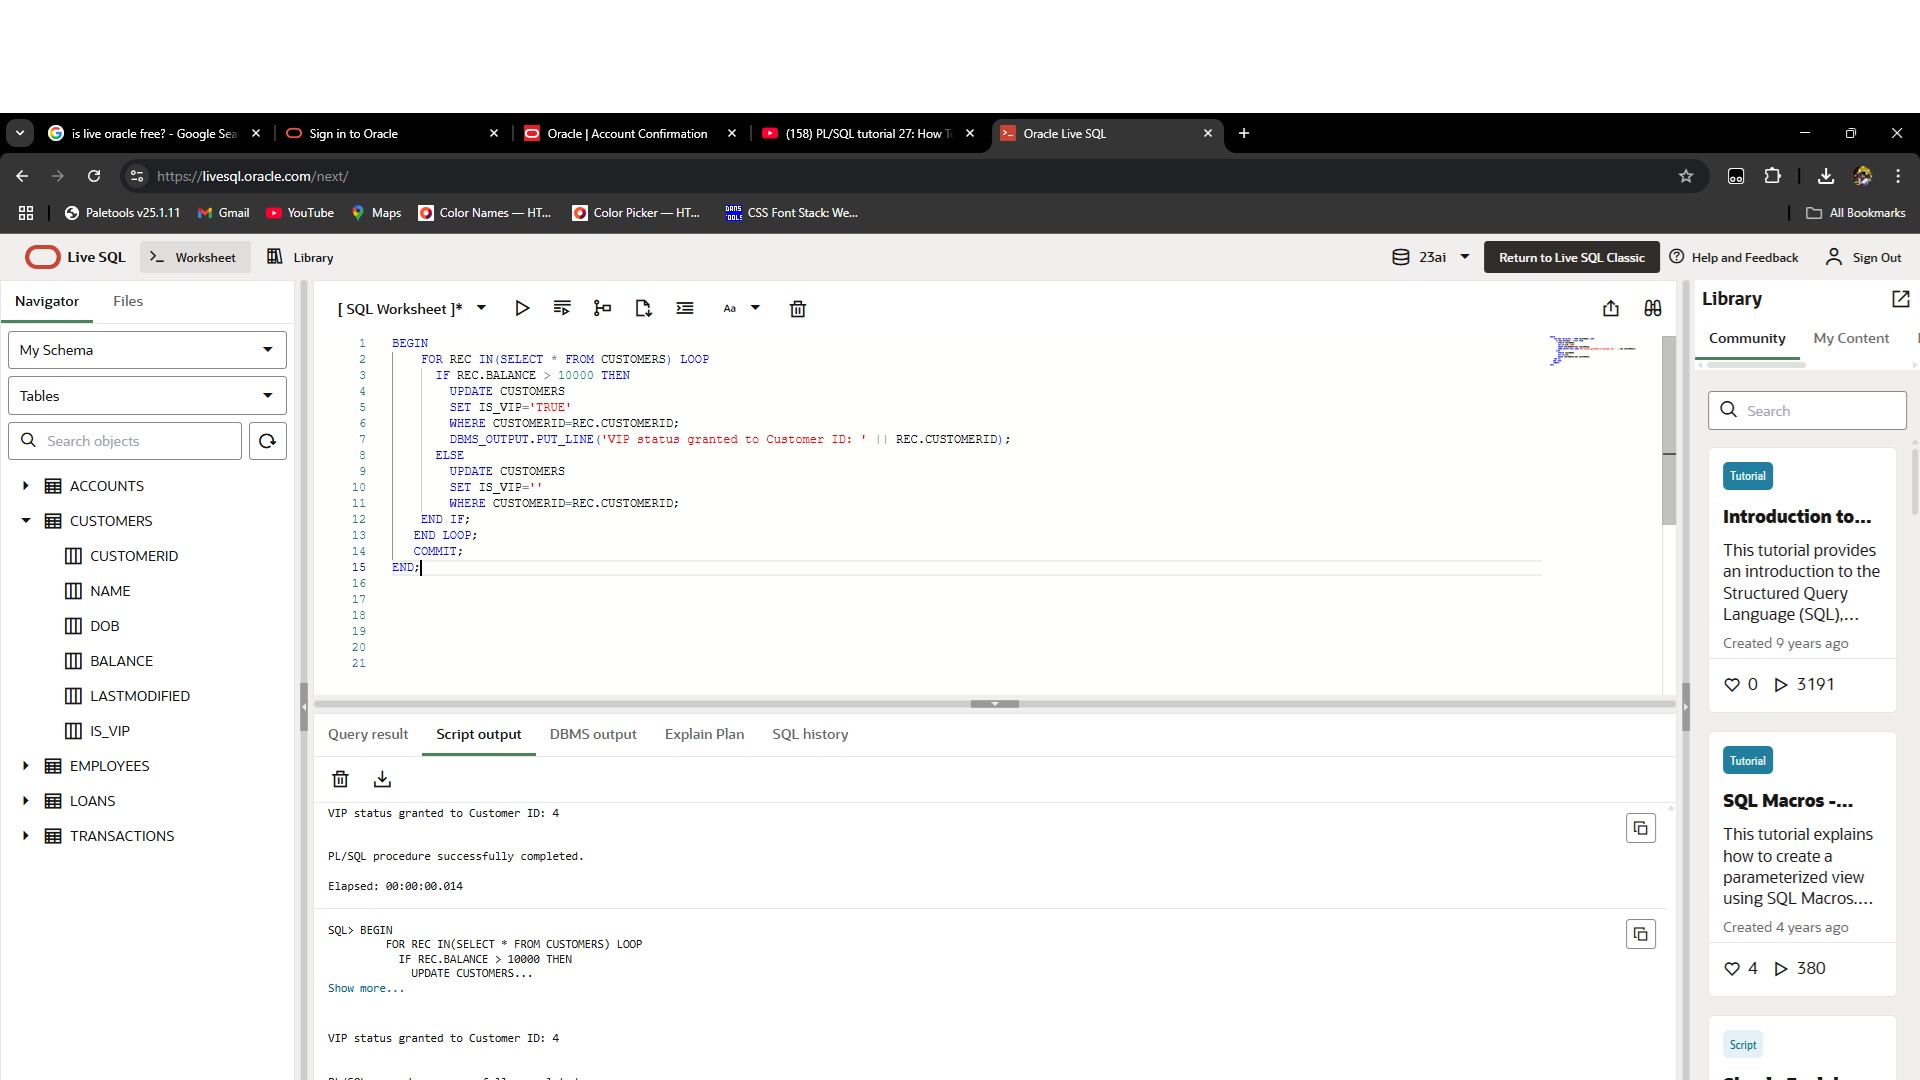 is live oracle free? - Google Sea
Sign in to Oracle
Oracle | Account Confirmation
(158) PL/SQL tutorial 27: How T
Oracle Live SQL
https://livesql.oracle.com/next/
Paletools v25.1.11
Gmail
YouTube
Maps
Color Names — HT...
Color Picker — HT...
CSS Font Stack: We...
All Bookmarks
Live SQL
Worksheet
Library
23ai
Return to Live SQL Classic
Help and Feedback
Sign Out
Navigator
Files
My Schema
Tables
Search objects
ACCOUNTS
CUSTOMERS
CUSTOMERID
NAME
DOB
BALANCE
LASTMODIFIED
IS_VIP
EMPLOYEES
LOANS
TRANSACTIONS
[ SQL Worksheet ]*
Aa
1 BEGIN
2 FOR REC IN(SELECT * FROM CUSTOMERS) LOOP
3 IF REC.BALANCE > 10000 THEN
4 UPDATE CUSTOMERS
5 SET IS_VIP='TRUE'
6 WHERE CUSTOMERID=REC.CUSTOMERID;
7 DBMS_OUTPUT.PUT_LINE('VIP status granted to Customer ID: ' || REC.CUSTOMERID);
8 ELSE
9 UPDATE CUSTOMERS
10 SET IS_VIP=''
11 WHERE CUSTOMERID=REC.CUSTOMERID;
12 END IF;
13 END LOOP;
14 COMMIT;
15 END;
16
17
18
19
20
21
Query result
Script output
DBMS output
Explain Plan
SQL history
VIP status granted to Customer ID: 4
PL/SQL procedure successfully completed.
Elapsed: 00:00:00.014
SQL> BEGIN
FOR REC IN(SELECT * FROM CUSTOMERS) LOOP
IF REC.BALANCE > 10000 THEN
UPDATE CUSTOMERS...
Show more...
VIP status granted to Customer ID: 4
Library
Community
My Content
Search
Tutorial
Introduction to...
This tutorial provides
an introduction to the
Structured Query
Language (SQL),...
Created 9 years ago
0
3191
Tutorial
SQL Macros -...
This tutorial explains
how to create a
parameterized view
using SQL Macros....
Created 4 years ago
4
380
Script